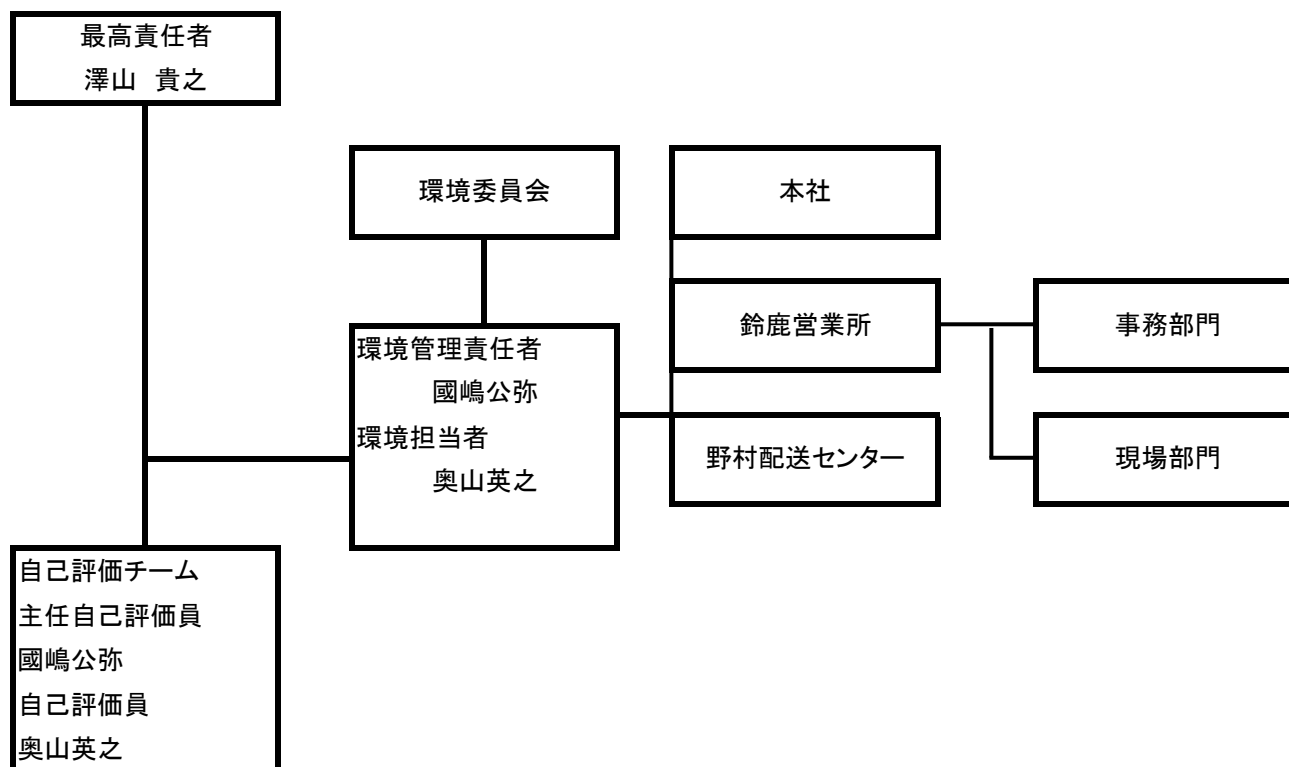 最高責任者
澤山　貴之
環境委員会
本社
鈴鹿営業所
事務部門
環境管理責任者
國嶋公弥
環境担当者
奥山英之
野村配送センター
現場部門
自己評価チーム
主任自己評価員
國嶋公弥
自己評価員
奥山英之